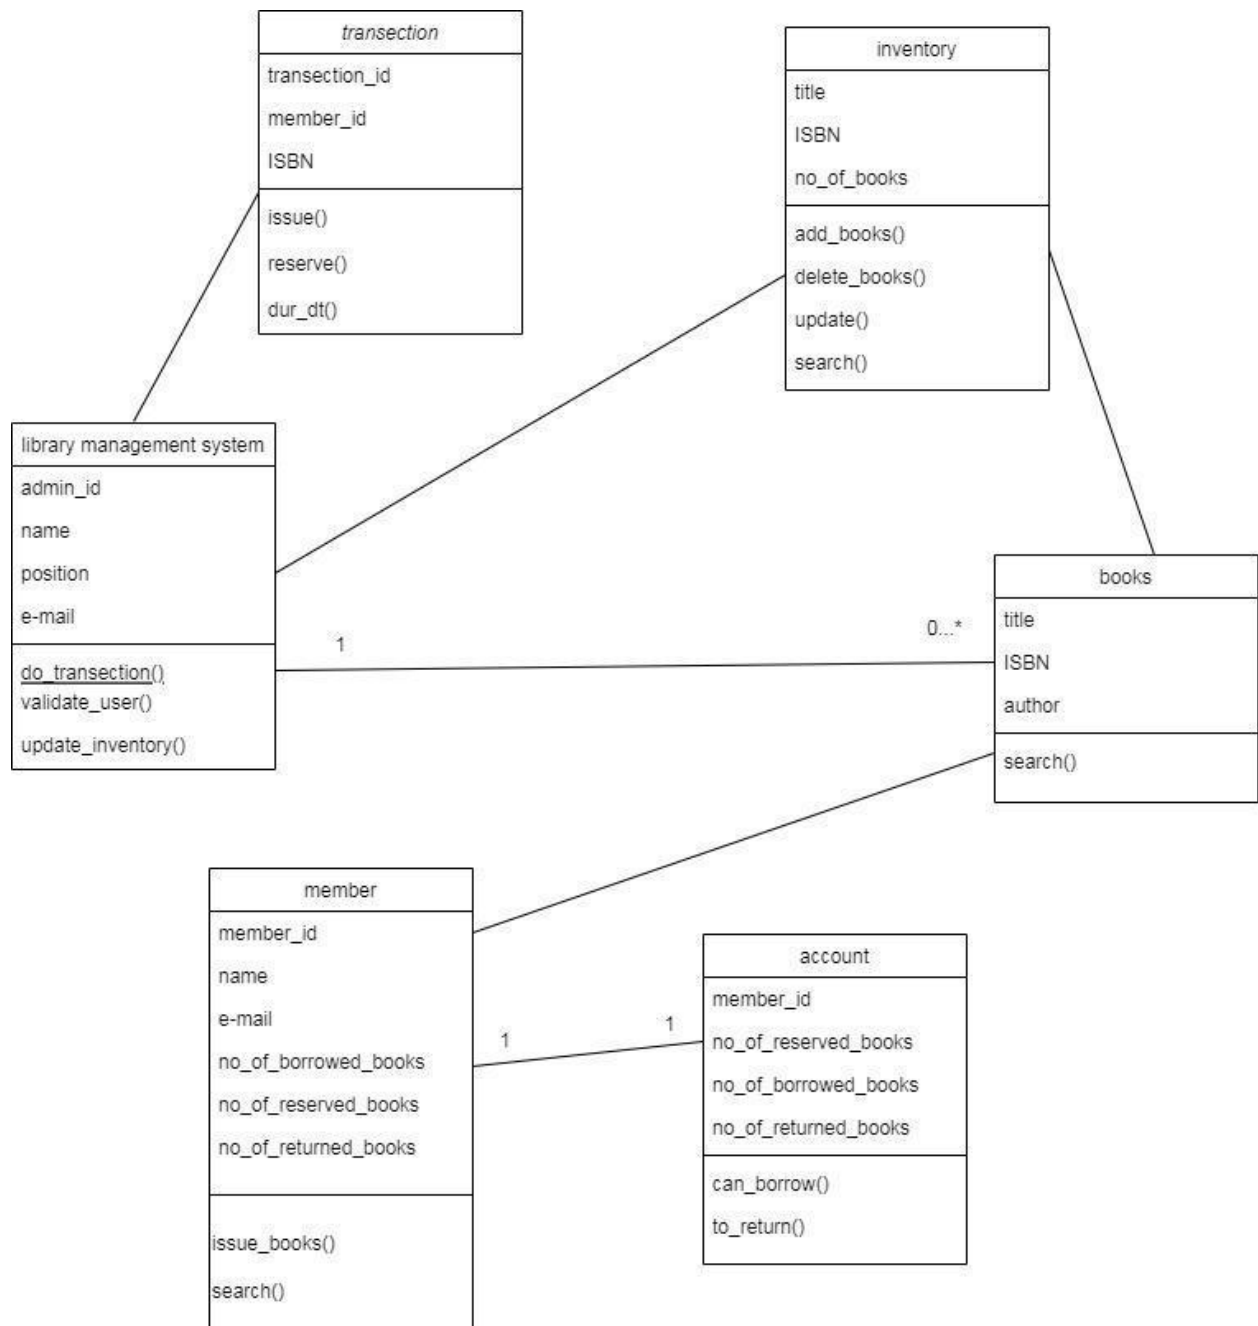 transection
transection_id
member_id
ISBN
issue()
reserve()
dur_dt()
inventory
title
ISBN
no_of_books
add_books()
delete_books()
update()
search()
library management system
admin_id
name
position
e-mail
do_transection()
validate_user()
update_inventory()
1
0...*
books
title
ISBN
author
search()
member
member_id
name
e-mail
no_of_borrowed_books
no_of_reserved_books
no_of_returned_books
issue_books()
search()
1
1
account
member_id
no_of_reserved_books
no_of_borrowed_books
no_of_returned_books
can_borrow()
to_return()